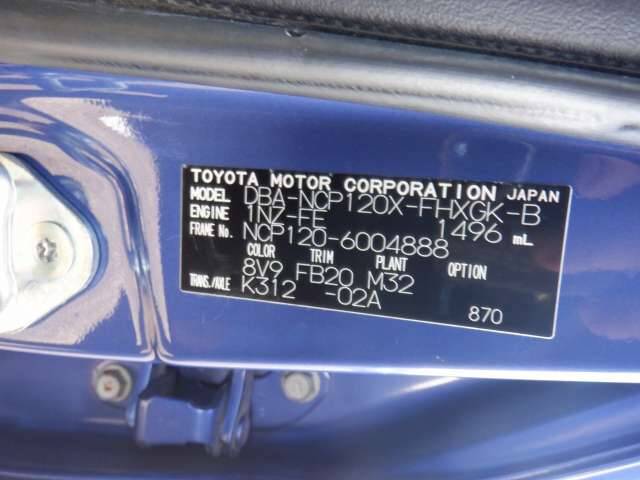 TOYOTA MOTOR CORPORATION JAPAN
MODEL DBA-NCP120X-FHXGK-B
ENGINE 1NZ-FE 1496 mL
FRAME No. NCP120-6004888
COLOR TRIM PLANT OPTION
8V9 FB20 M32
TRANS./AXLE K312 -02A
870